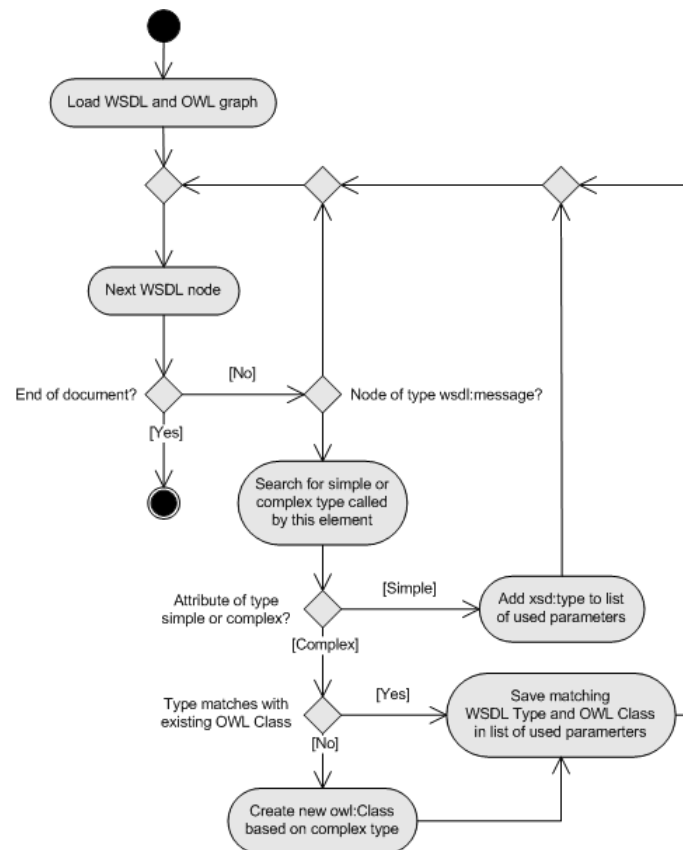 Load WSDL and OWL graph
Next WSDL node
End of document?
[No]
Node of type wsdl:message?
[Yes]
Search for simple or
complex type called
by this element
Attribute of type
simple or complex?
[Simple]
Add xsd:type to list
of used parameters
[Complex]
Type matches with
existing OWL Class
[Yes]
Save matching
WSDL Type and OWL Class
in list of used paramerters
[No]
Create new owl:Class
based on complex type